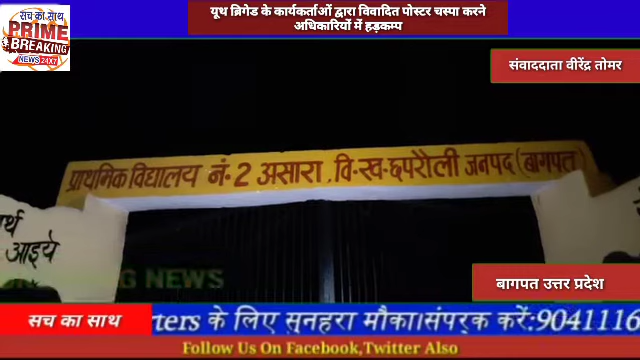 यूथ ब्रिगेड के कार्यकर्ताओं द्वारा विवादित पोस्टर चस्पा करने
अधिकारियों में हड़कम्प
सच का साथ
PRIME
BREAKING
NEWS 24X7
संवाददाता वीरेंद्र तोमर
प्राथमिक विद्यालय नं॰ 2 असारा, वि॰ख॰छपरौली जनपद (बागपत)
आइये
NEWS
बागपत उत्तर प्रदेश
सच का साथ
ters के लिए सुनहरा मौका।संपर्क करें:9041116
Follow Us On Facebook,Twitter Also